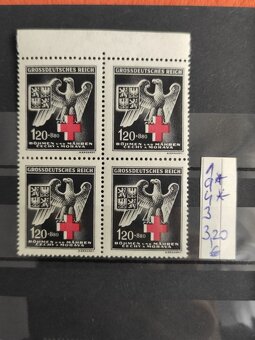 GROSSDEUTSCHES REICH
1.20+8.80
BÖHMEN UND MÄHREN
ČECHY A MORAVA
GROSSDEUTSCHES REICH
1.20+8.80
BÖHMEN UND MÄHREN
ČECHY A MORAVA
GROSSDEUTSCHES REICH
1.20+8.80
BÖHMEN UND MÄHREN
ČECHY A MORAVA
GROSSDEUTSCHES REICH
1.20+8.80
BÖHMEN UND MÄHREN
ČECHY A MORAVA
1*
9*
4
3
3,20
€